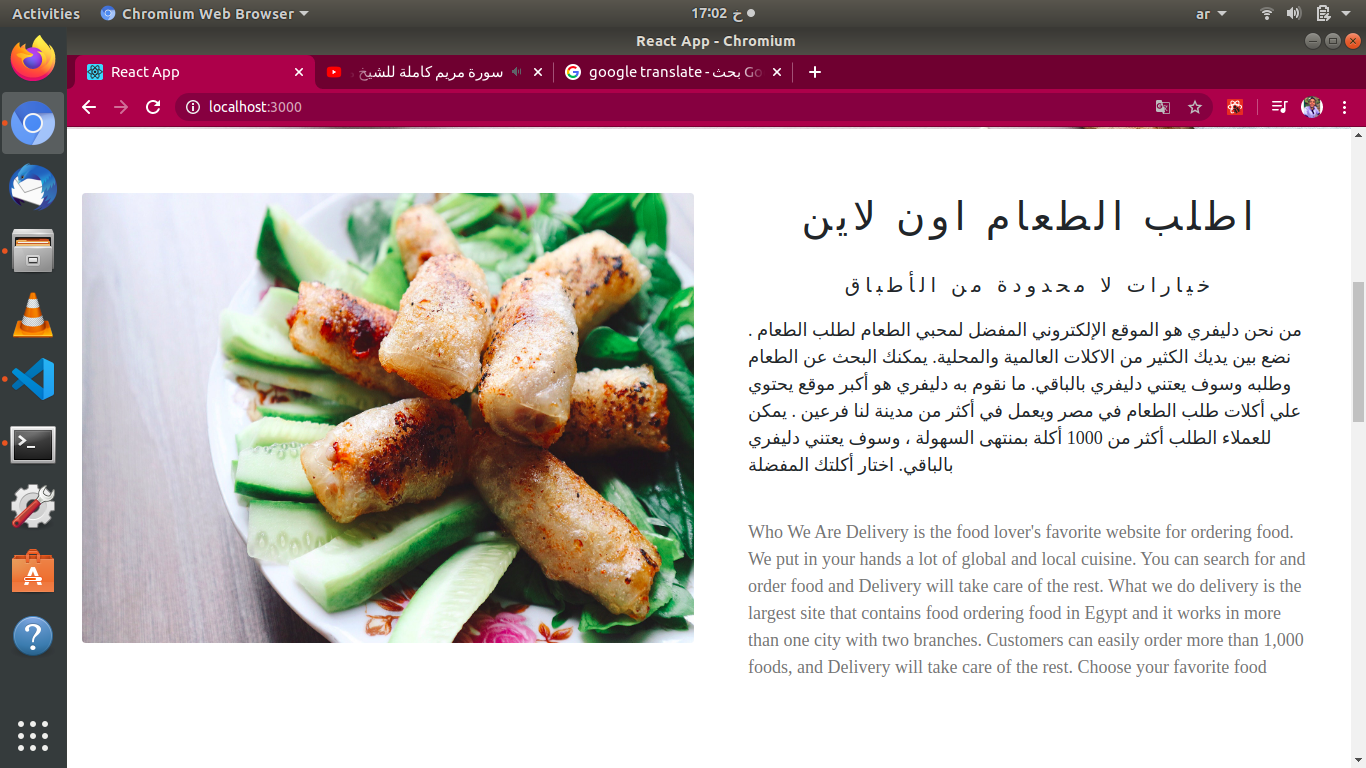 Activities
Chromium Web Browser
خ 17:02
ar
React App - Chromium
React App
سورة مريم كاملة للشيخ
google translate - بحث Go
localhost:3000
اطلب الطعام اون لاين
خيارات لا محدودة من الأطباق
من نحن دليفري هو الموقع الإلكتروني المفضل لمحبي الطعام لطلب الطعام .
نضع بين يديك الكثير من الاكلات العالمية والمحلية. يمكنك البحث عن الطعام
وطلبه وسوف يعتني دليفري بالباقي. ما نقوم به دليفري هو أكبر موقع يحتوي
علي أكلات طلب الطعام في مصر ويعمل في أكثر من مدينة لنا فرعين . يمكن
للعملاء الطلب أكثر من 1000 أكلة بمنتهى السهولة ، وسوف يعتني دليفري
بالباقي. اختار أكلتك المفضلة
Who We Are Delivery is the food lover's favorite website for ordering food.
We put in your hands a lot of global and local cuisine. You can search for and
order food and Delivery will take care of the rest. What we do delivery is the
largest site that contains food ordering food in Egypt and it works in more
than one city with two branches. Customers can easily order more than 1,000
foods, and Delivery will take care of the rest. Choose your favorite food